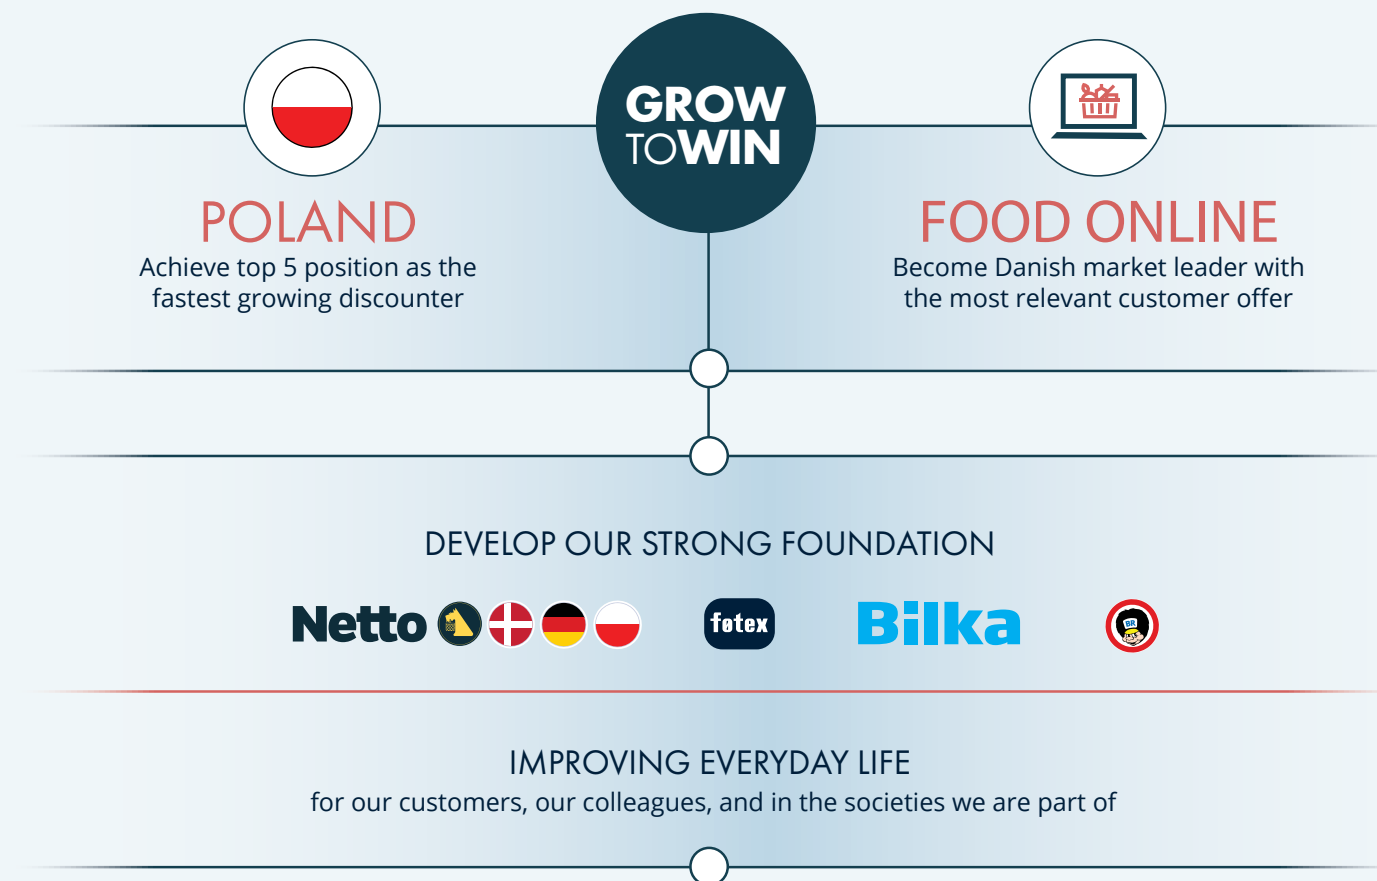 GROW
TOWIN
POLAND
Achieve top 5 position as the
fastest growing discounter
FOOD ONLINE
Become Danish market leader with
the most relevant customer offer
DEVELOP OUR STRONG FOUNDATION
Netto føtex Bilka BR
IMPROVING EVERYDAY LIFE
for our customers, our colleagues, and in the societies we are part of